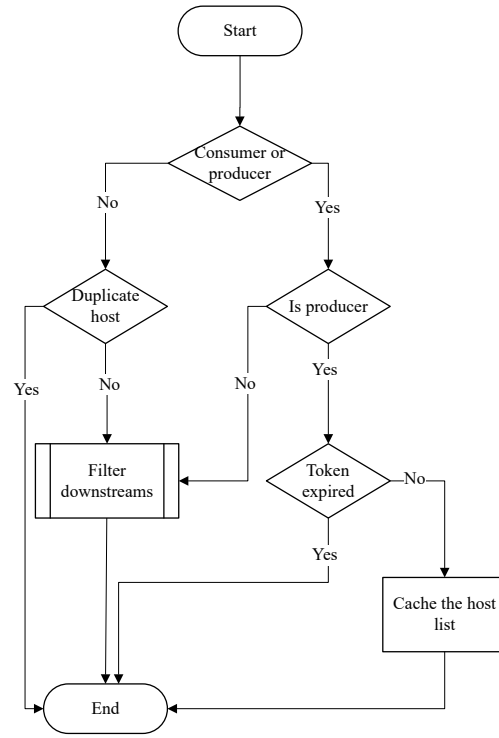 Start
Consumer or
producer
No
Yes
Duplicate
host
Is producer
Yes
No
No
Yes
Filter
downstreams
Token
expired
No
Yes
Cache the host
list
End